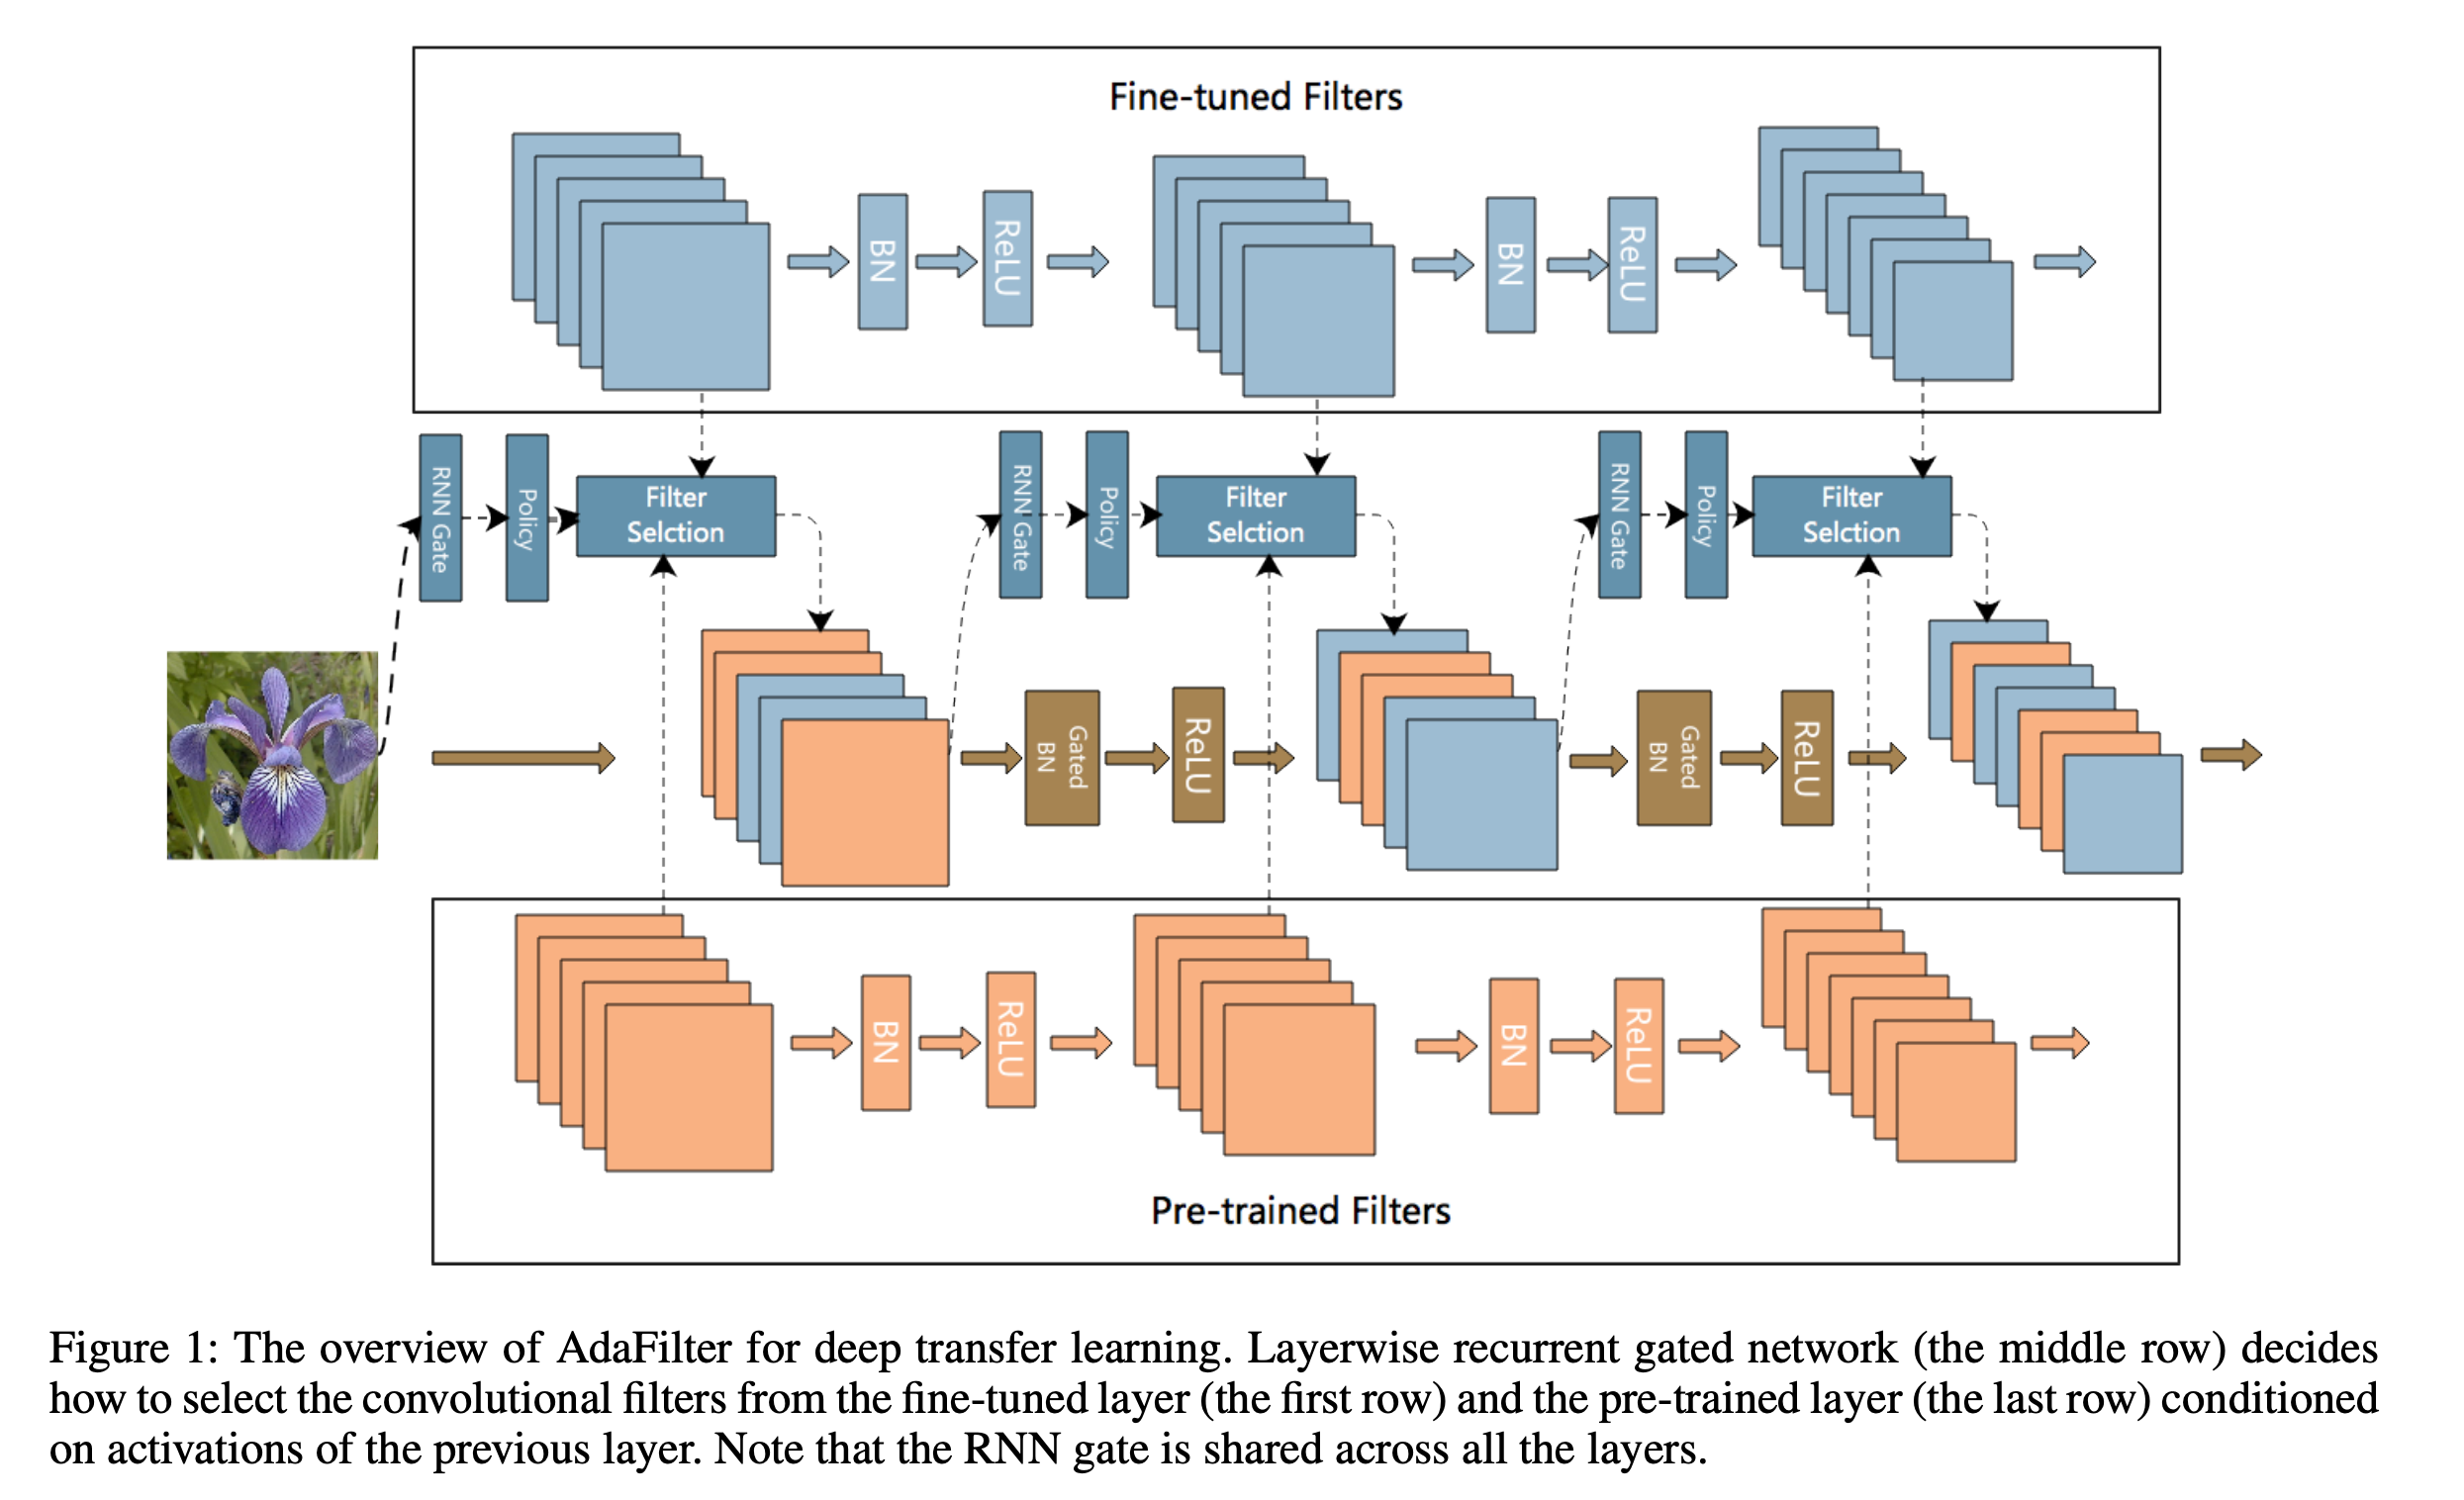 Fine-tuned Filters
BN
ReLU
BN
ReLU
RNN Gate
Policy
Filter
Selction
RNN Gate
Policy
Filter
Selction
RNN Gate
Policy
Filter
Selction
Gated
BN
ReLU
Gated
BN
ReLU
BN
ReLU
BN
ReLU
Pre-trained Filters
Figure 1: The overview of AdaFilter for deep transfer learning. Layerwise recurrent gated network (the middle row) decides
how to select the convolutional filters from the fine-tuned layer (the first row) and the pre-trained layer (the last row) conditioned
on activations of the previous layer. Note that the RNN gate is shared across all the layers.